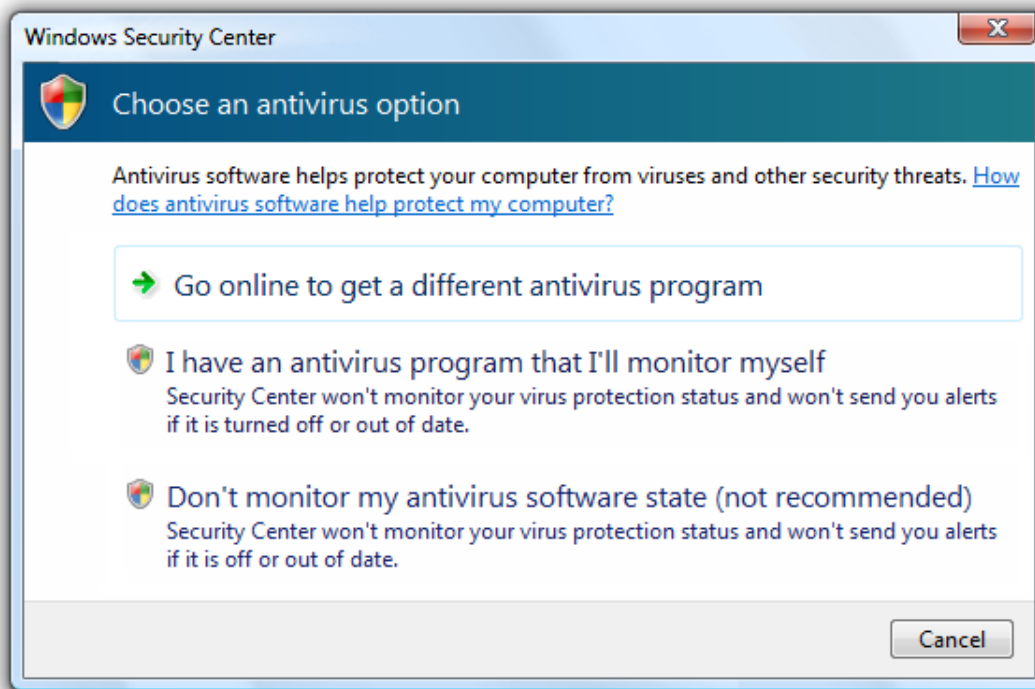 Windows Security Center
Choose an antivirus option
Antivirus software helps protect your computer from viruses and other security threats. How
does antivirus software help protect my computer?
Go online to get a different antivirus program
I have an antivirus program that I'll monitor myself
Security Center won't monitor your virus protection status and won't send you alerts
if it is turned off or out of date.
Don't monitor my antivirus software state (not recommended)
Security Center won't monitor your virus protection status and won't send you alerts
if it is off or out of date.
Cancel